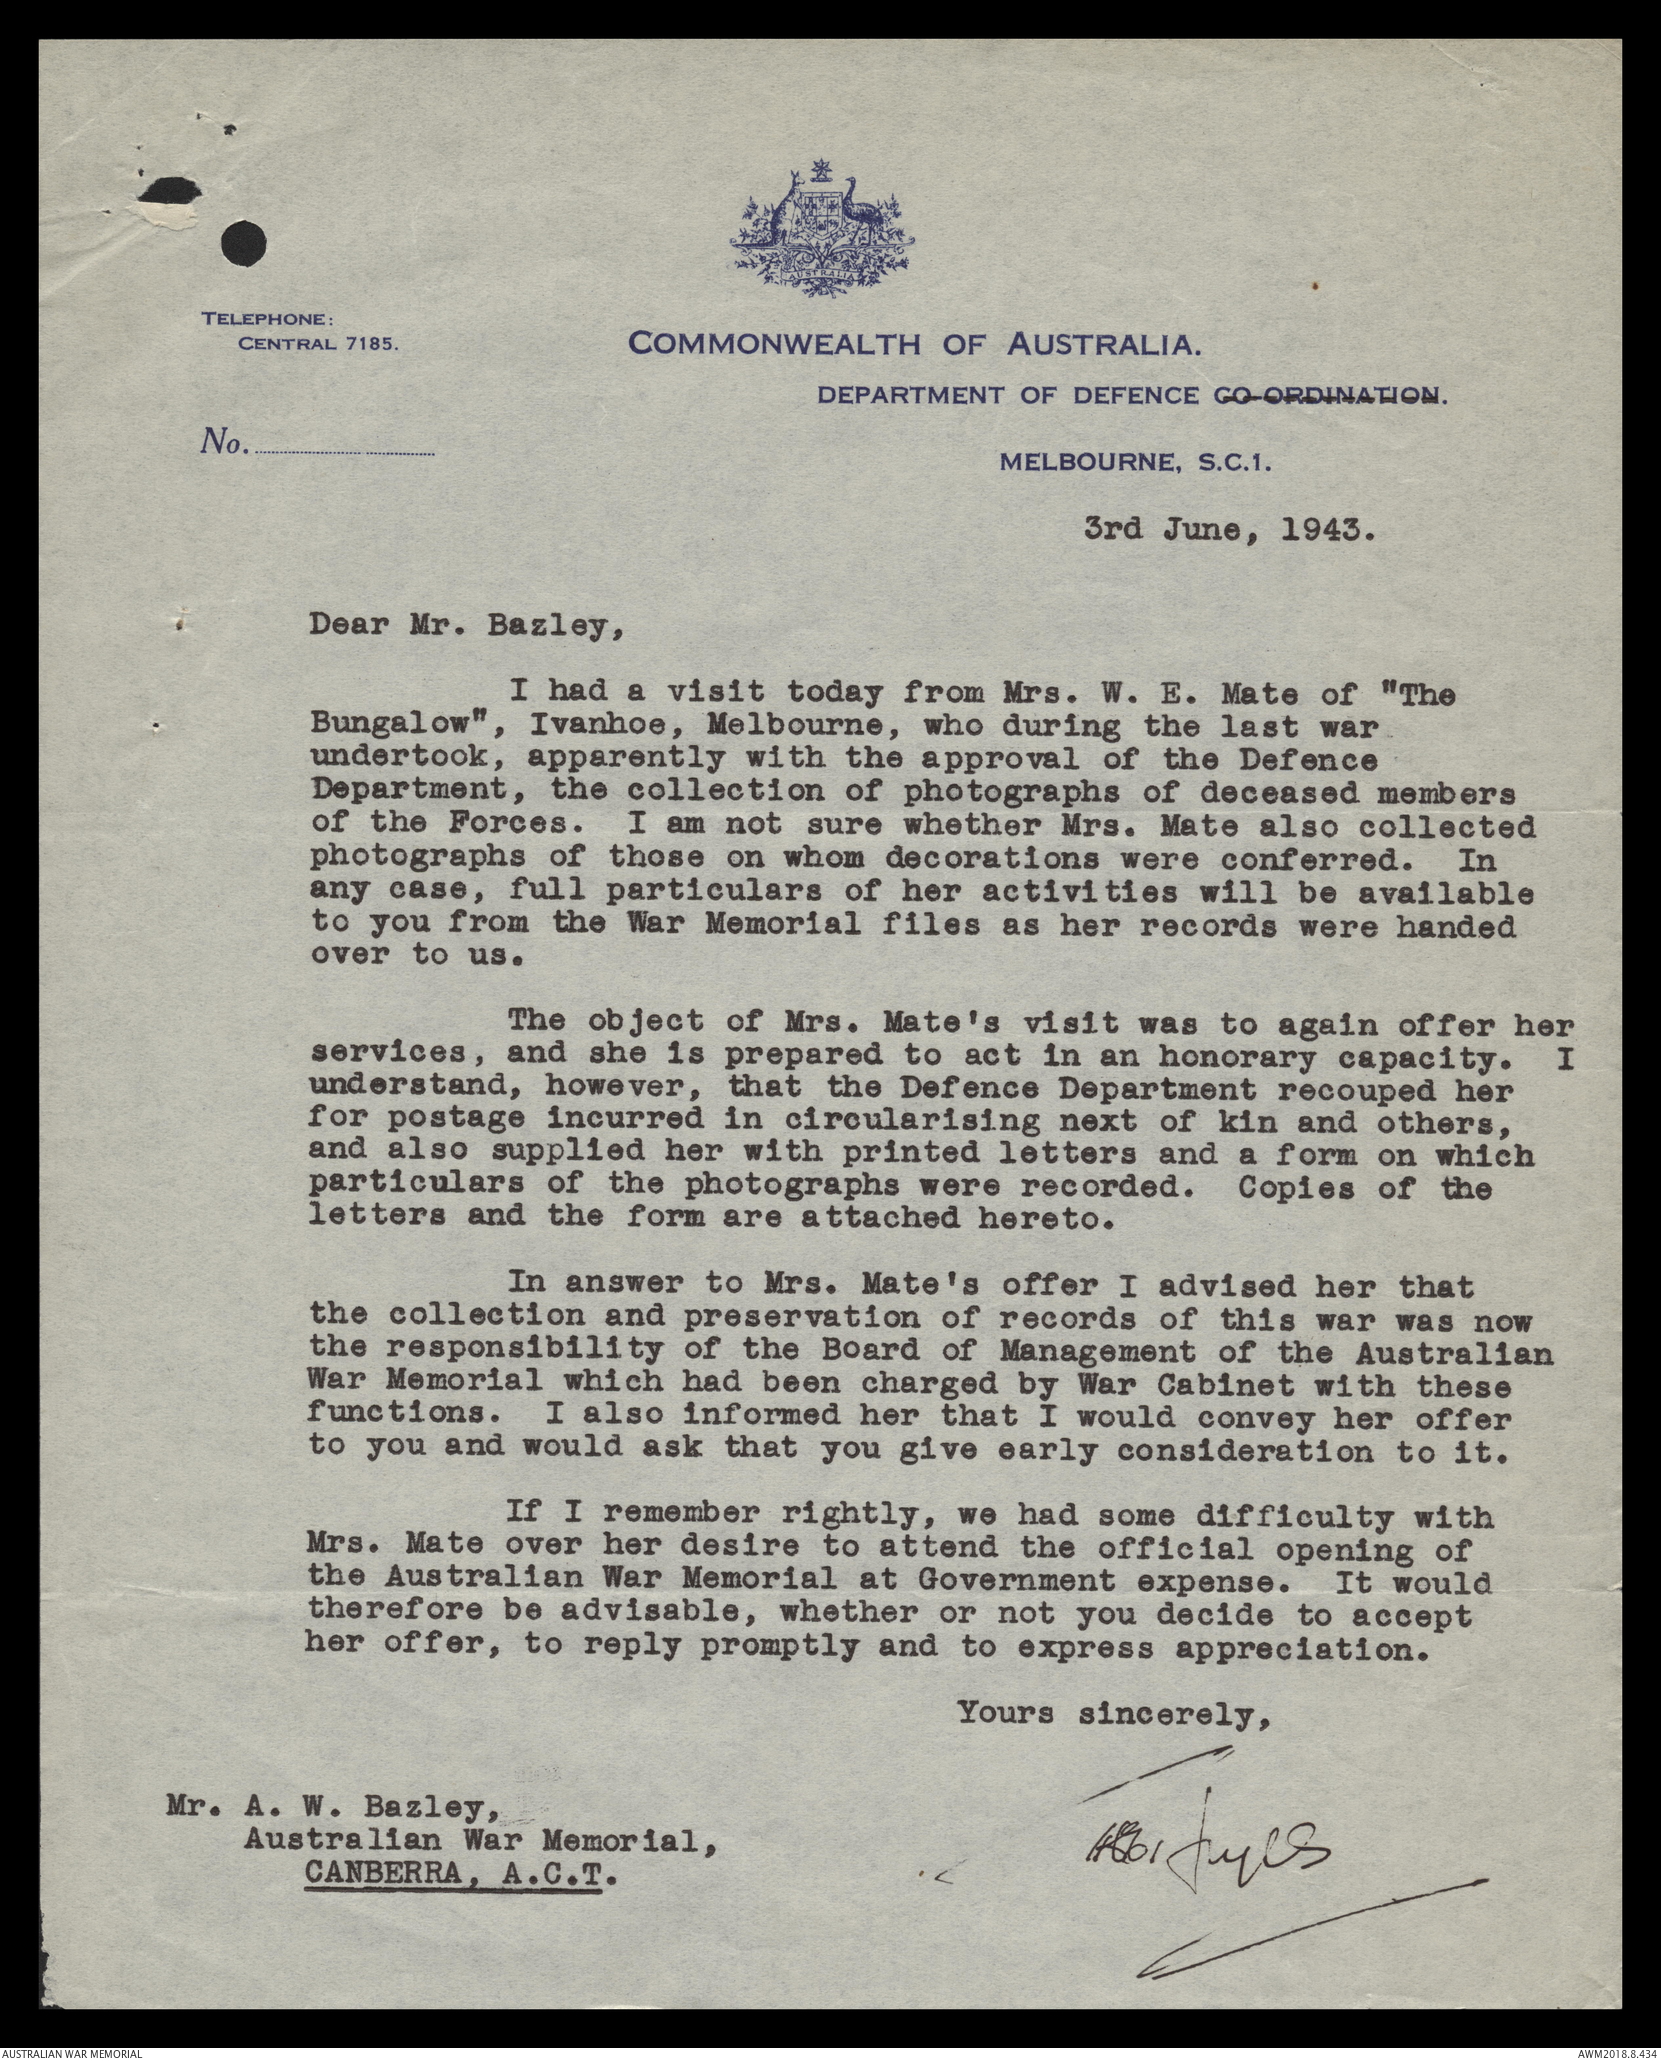 AUSTRALIA
TELEPHONE:
CENTRAL 7185.
COMMONWEALTH OF AUSTRALIA.
DEPARTMENT OF DEFENCE CO-ORDINATION.
No.
MELBOURNE, S.C.1.
3rd June, 1943.
Dear Mr. Bazley,
I had a visit today from Mrs. W. E. Mate of "The
Bungalow", Ivanhoe, Melbourne, who during the last war
undertook, apparently with the approval of the Defence
Department, the collection of photographs of deceased members
of the Forces. I am not sure whether Mrs. Mate also collected
photographs of those on whom decorations were conferred. In
any case, full particulars of her activities will be available
to you from the War Memorial files as her records were handed
over to us.
The object of Mrs. Mate's visit was to again offer her
services, and she is prepared to act in an honorary capacity. I
understand, however, that the Defence Department recouped her
for postage incurred in circularising next of kin and others,
and also supplied her with printed letters and a form on which
particulars of the photographs were recorded. Copies of the
letters and the form are attached hereto.
In answer to Mrs. Mate's offer I advised her that
the collection and preservation of records of this war was now
the responsibility of the Board of Management of the Australian
War Memorial which had been charged by War Cabinet with these
functions. I also informed her that I would convey her offer
to you and would ask that you give early consideration to it.
If I remember rightly, we had some difficulty with
Mrs. Mate over her desire to attend the official opening of
the Australian War Memorial at Government expense. It would
therefore be advisable, whether or not you decide to accept
her offer, to reply promptly and to express appreciation.
Yours sincerely,
Mr. A. W. Bazley,
Australian War Memorial,
CANBERRA, A.C.T.
AUSTRALIAN WAR MEMORIAL
AWM2018.8.434